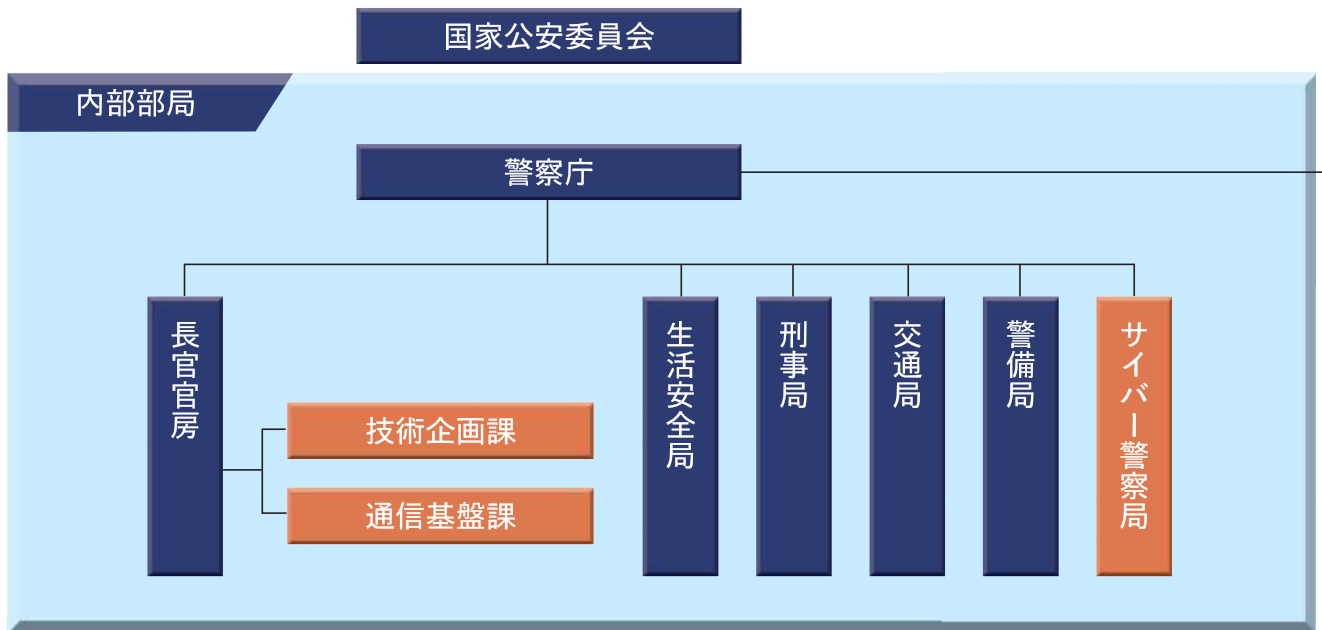 国家公安委員会
内部部局
警察庁
長官官房
技術企画課
通信基盤課
生活安全局
刑事局
交通局
警備局
サイバー警察局